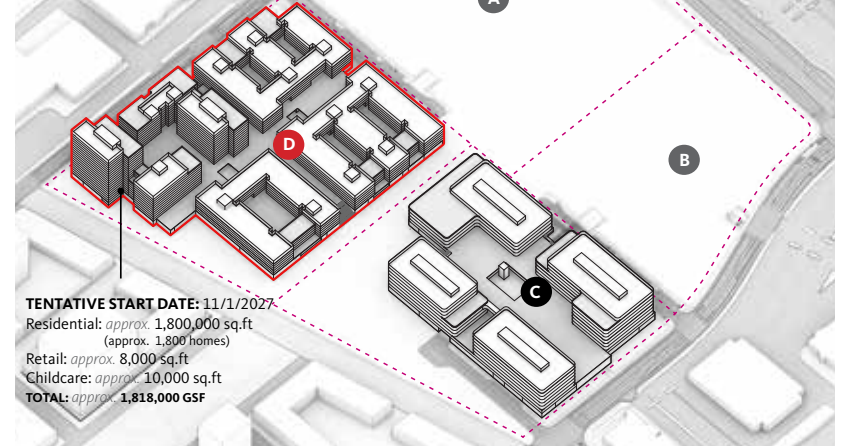 A
B
D
C
TENTATIVE START DATE: 11/1/2027
Residential: approx. 1,800,000 sq.ft
(approx. 1,800 homes)
Retail: approx. 8,000 sq.ft
Childcare: approx. 10,000 sq.ft
TOTAL: approx. 1,818,000 GSF